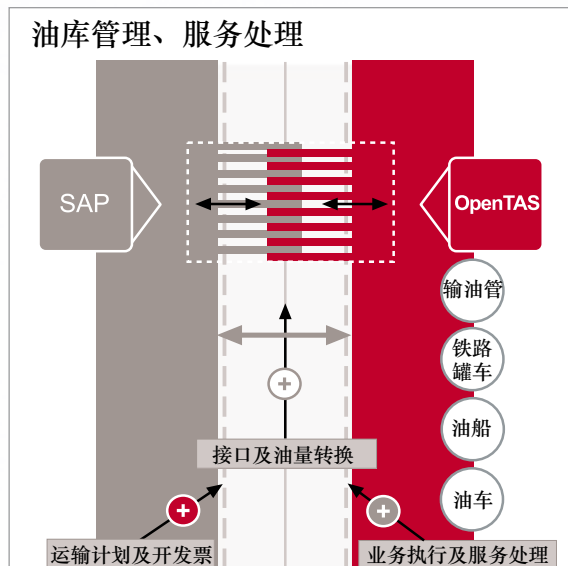 油库管理、服务处理
SAP
OpenTAS
输油管
铁路
罐车
油船
接口及油量转换
油车
运输计划及开发票
业务执行及服务处理